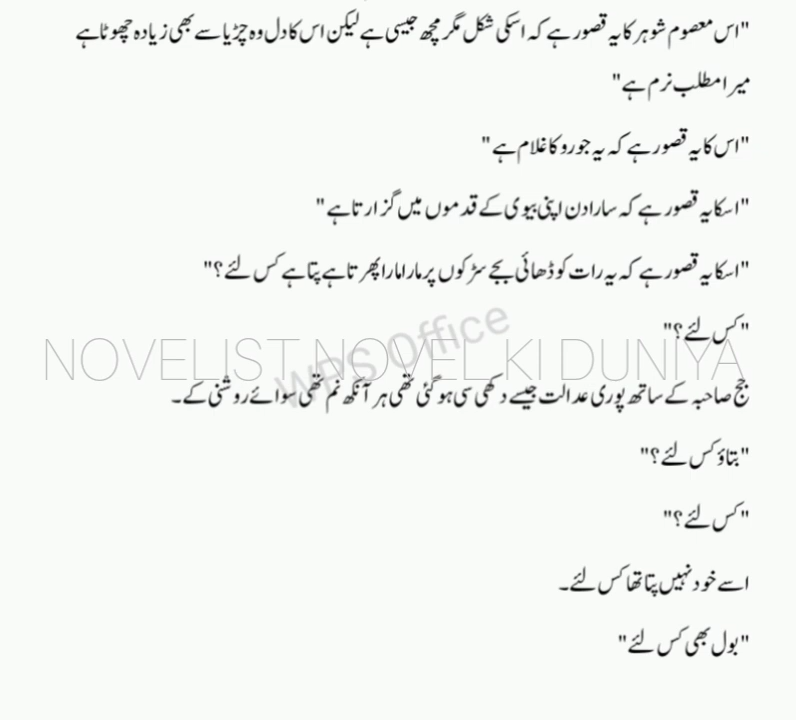 "اس معصوم شوہر کا یہ قصور ہے کہ اسکی شکل مگر مچھ جیسی ہے لیکن اس کا دل وہ چڑیا سے بھی زیادہ چھوٹا ہے
میرا مطلب نرم ہے"
"اس کا یہ قصور ہے کہ یہ جورو کا غلام ہے"
"اسکا یہ قصور ہے کہ سارا دن اپنی بیوی کے قدموں میں گزارتا ہے"
"اسکا یہ قصور ہے کہ یہ رات کو ڈھائی بجے سڑکوں پر مارا مارا پھرتا ہے پتا ہے کس لئے؟"
"کس لئے؟"
WPS Office
NOVELIST NOVEL KI DUNIYA
جج صاحبہ کے ساتھ پوری عدالت جیسے دکھی سی ہو گئی تھی ہر آنکھ نم تھی سوائے روشنی کے۔
"بتاؤ کس لئے؟"
"کس لئے؟"
اسے خود نہیں پتا تھا کس لئے۔
"بول بھی کس لئے"